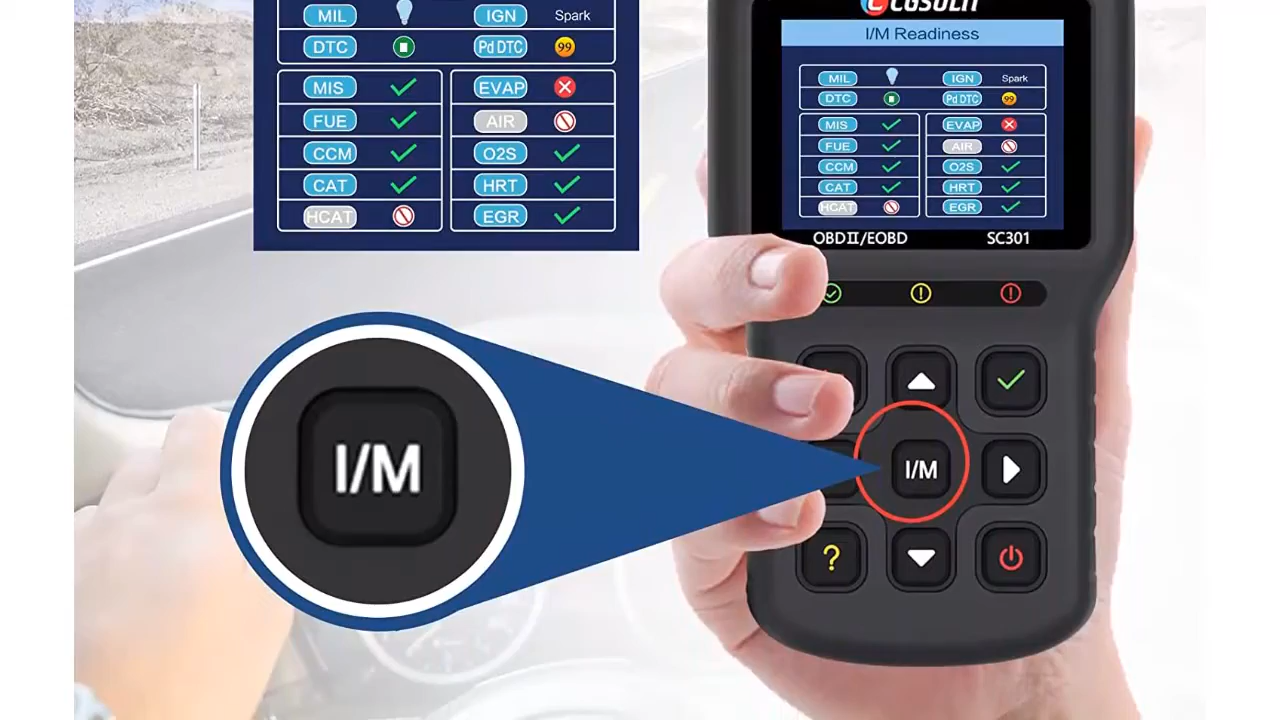 MIL IGN Spark
DTC Pd DTC 99
MIS EVAP
FUE AIR
CCM O2S
CAT HRT
HCAT EGR
CGSULIT
I/M Readiness
MIL IGN Spark
DTC Pd DTC 99
MIS EVAP
FUE AIR
CCM O2S
CAT HRT
HCAT EGR
OBDII/EOBD SC301
I/M
I/M
?